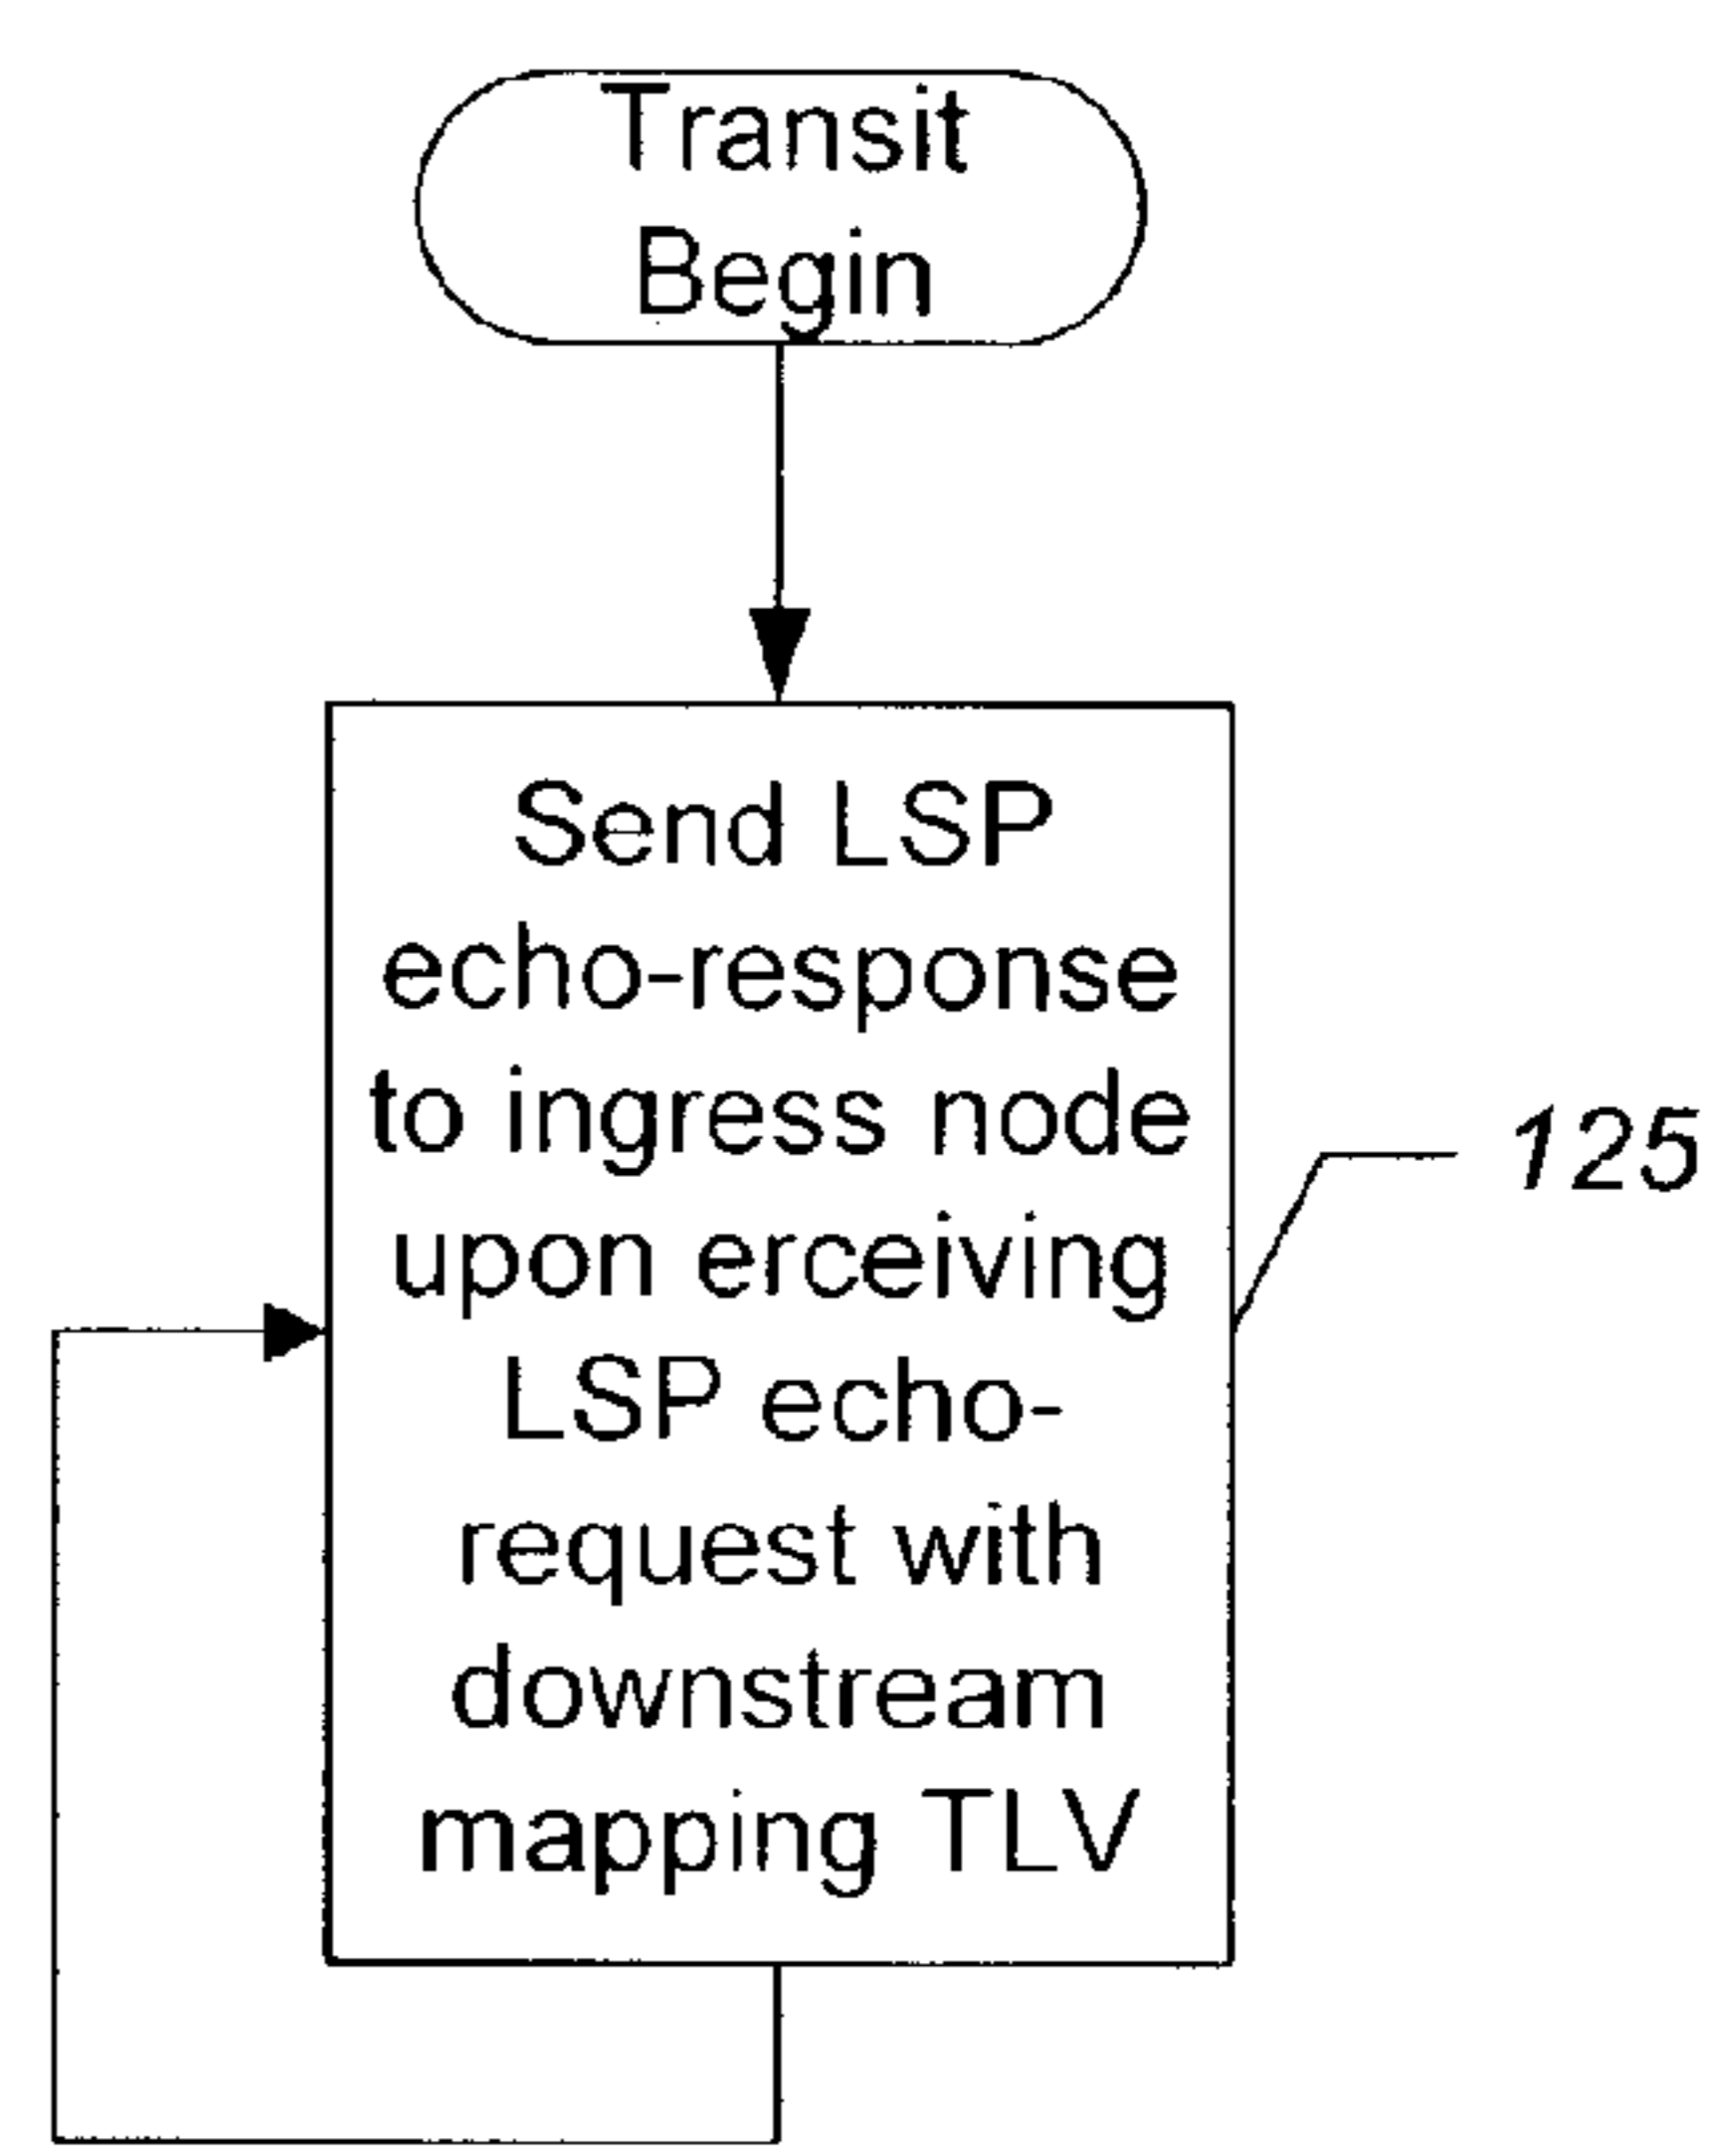 Transit
Begin
Send LSP
echo-response
to ingress node
upon erceiving
LSP echo-
request with
downstream
mapping TLV
125